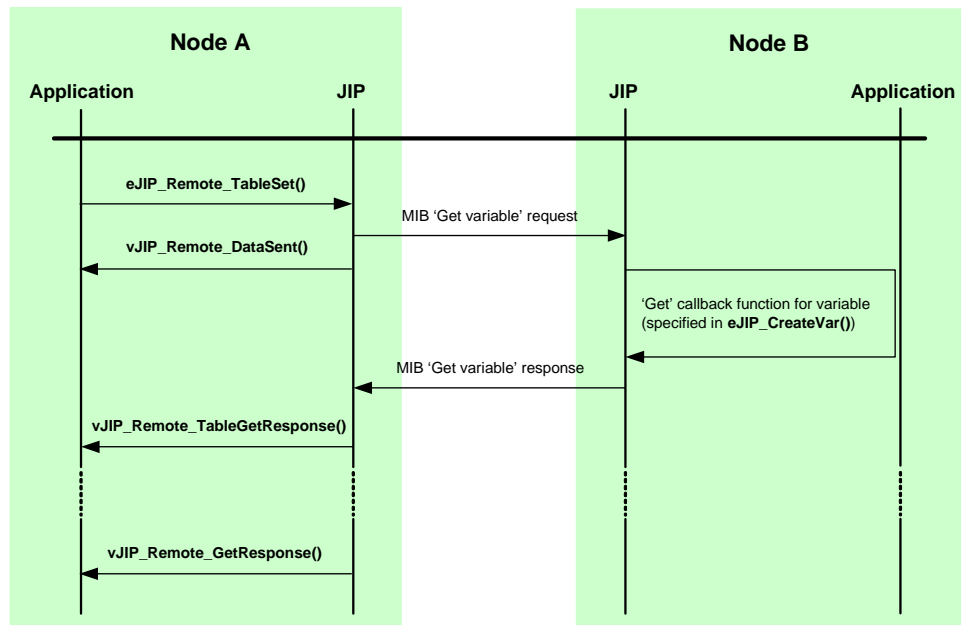 Node A
Node B
Application
JIP
JIP
Application
eJIP_Remote_TableSet()
MIB ‘Get variable’ request
vJIP_Remote_DataSent()
‘Get’ callback function for variable
(specified in eJIP_CreateVar())
MIB ‘Get variable’ response
vJIP_Remote_TableGetResponse()
vJIP_Remote_GetResponse()